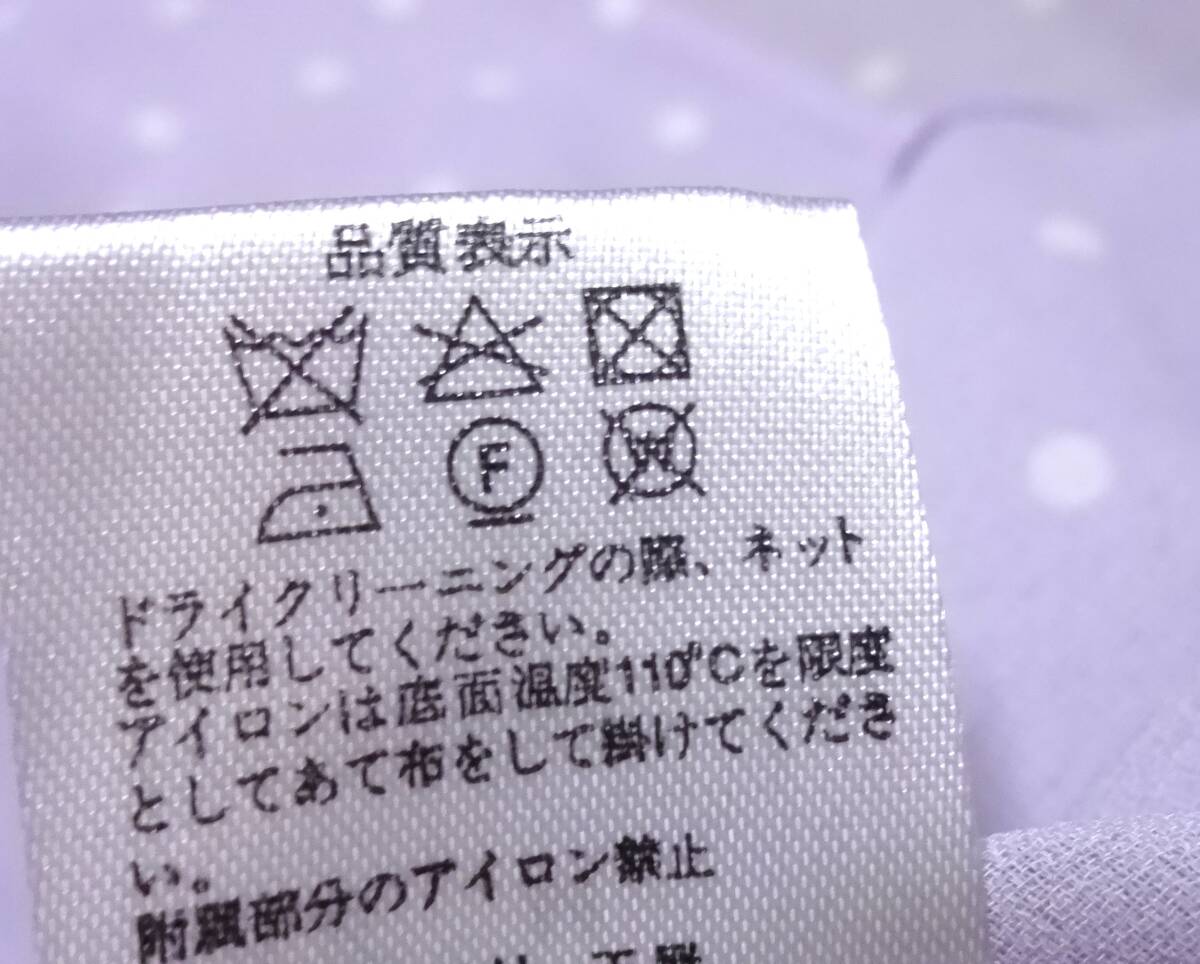 品質表示
F
W
ドライクリーニングの際、ネット
を使用してください。
アイロンは底面温度110℃を限度
としてあて布をして掛けてくださ
い。
附属部分のアイロン禁止